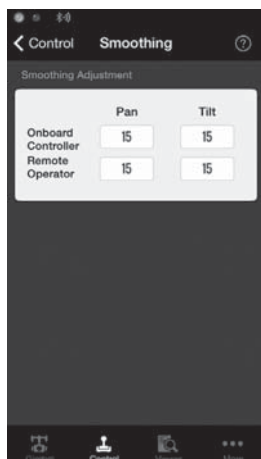 Control Smoothing ?
Smoothing Adjustment
Pan Tilt
Onboard
Controller 15 15
Remote
Operator 15 15
Control